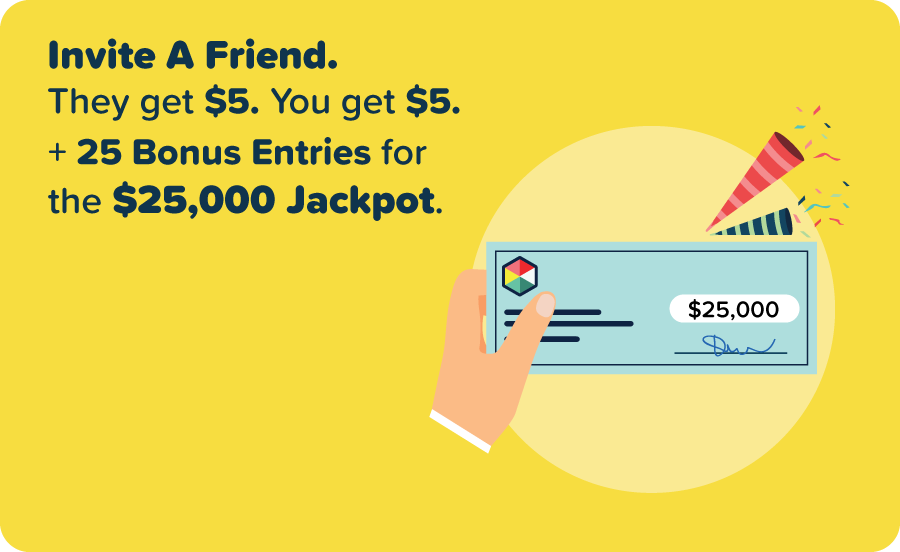 Invite A Friend.
They get $5. You get $5.
+ 25 Bonus Entries for
the $25,000 Jackpot.
$25,000